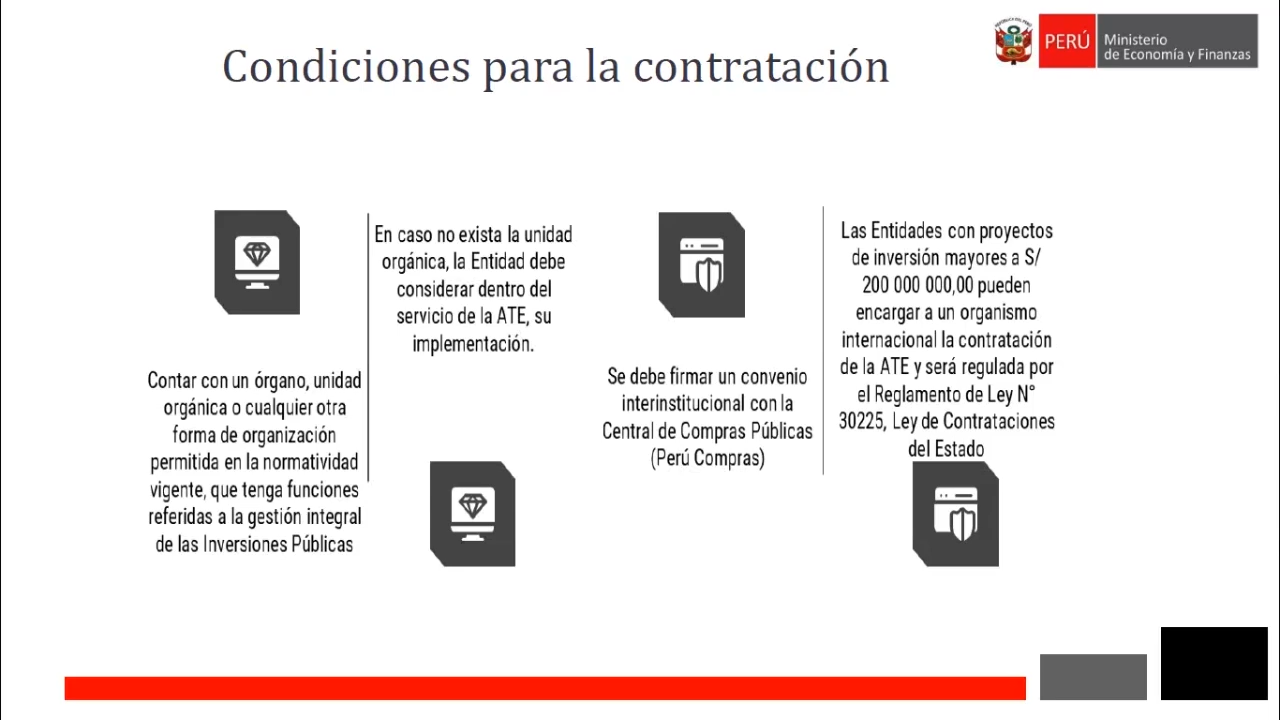 Condiciones para la contratación
PERÚ
Ministerio
de Economía y Finanzas
Contar con un órgano, unidad
orgánica o cualquier otra
forma de organización
permitida en la normatividad
vigente, que tenga funciones
referidas a la gestión integral
de las Inversiones Públicas
En caso no exista la unidad
orgánica, la Entidad debe
considerar dentro del
servicio de la ATE, su
implementación.
Se debe firmar un convenio
interinstitucional con la
Central de Compras Públicas
(Perú Compras)
Las Entidades con proyectos
de inversión mayores a S/
200 000 000,00 pueden
encargar a un organismo
internacional la contratación
de la ATE y será regulada por
el Reglamento de Ley N°
30225, Ley de Contrataciones
del Estado